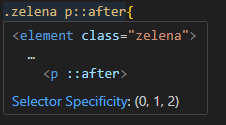 .zelena p::after{
<element class="zelena">
…
<p ::after>
Selector Specificity: (0, 1, 2)